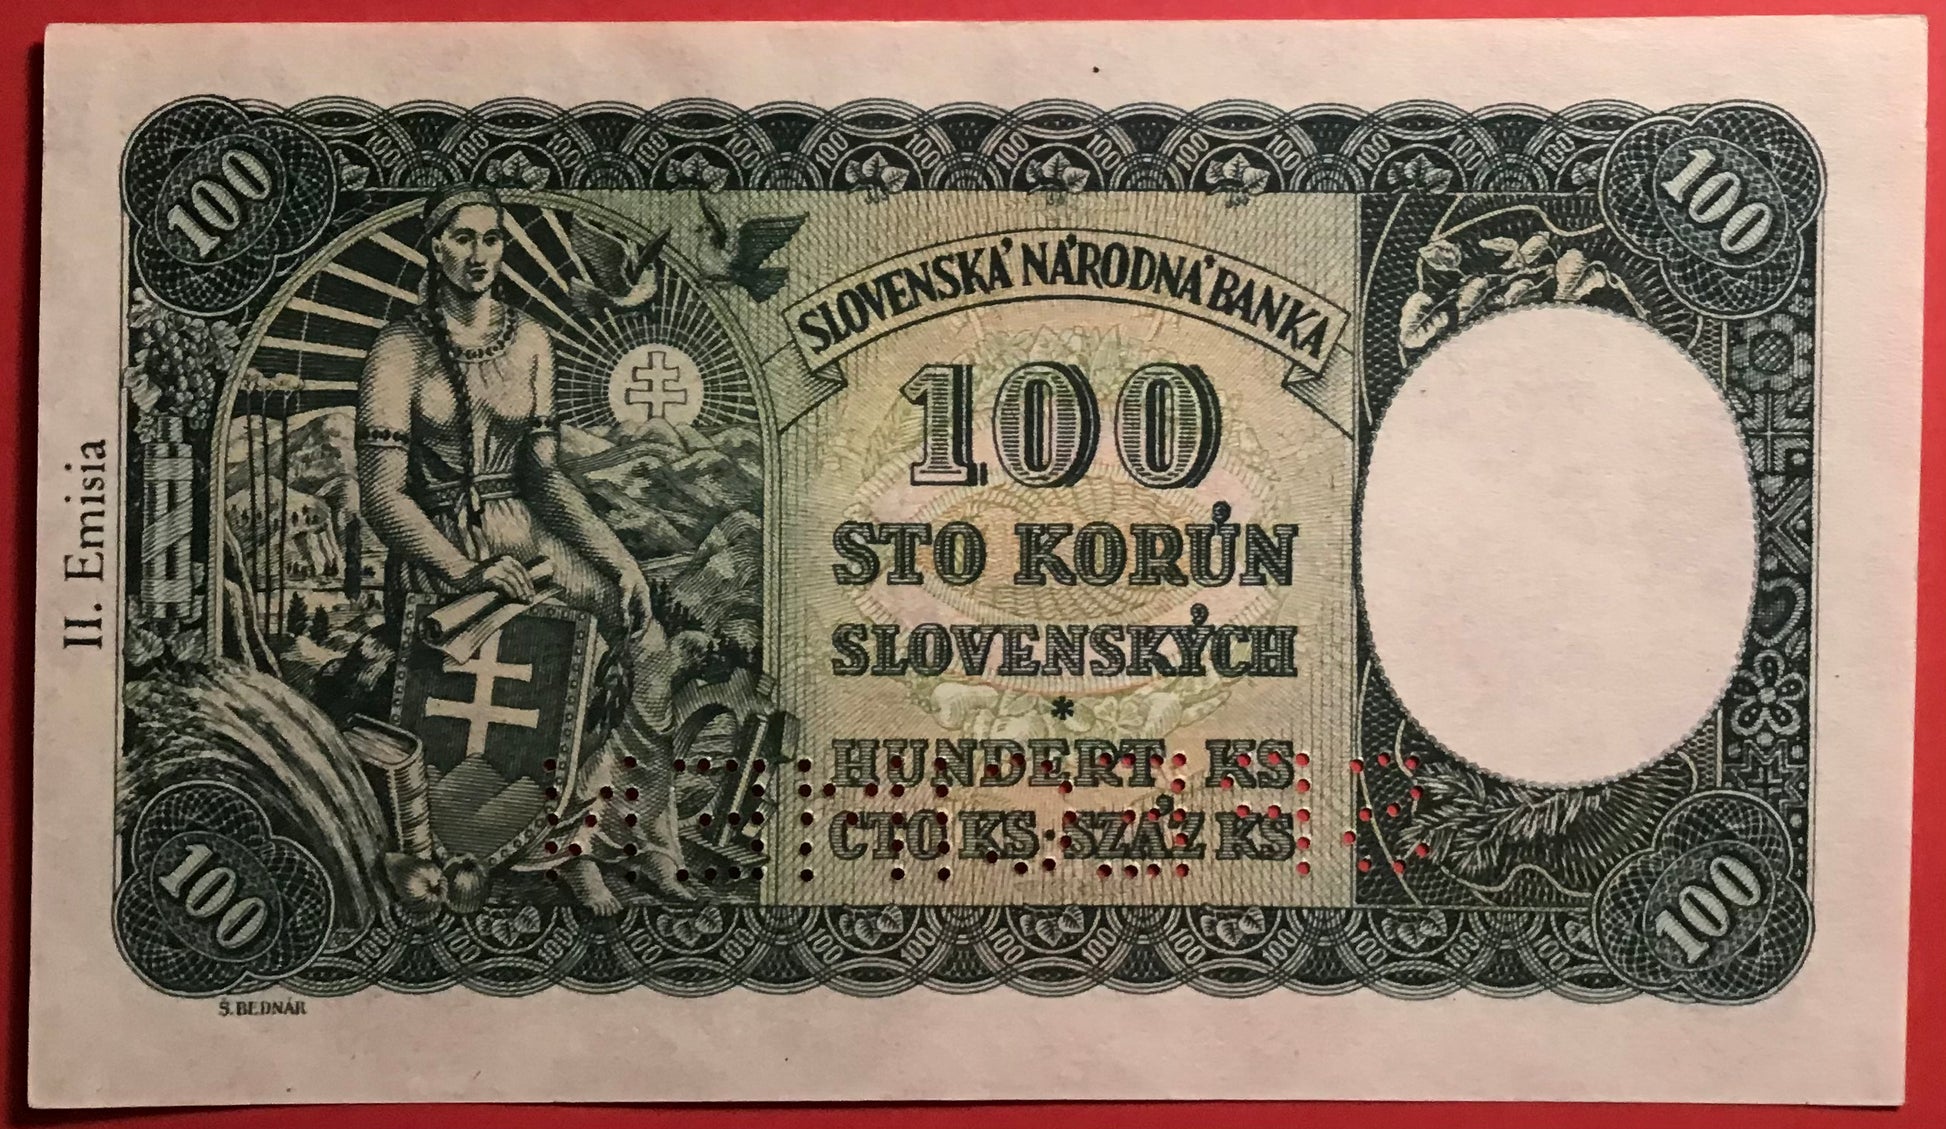 100
100
SLOVENSKÁ NÁRODNÁ BANKA
100
STO KORÚN
SLOVENSKÝCH
*
HUNDERT KS
СТО KS · SZÁZ KS
SPECIMEN
100
100
Š. BEDNÁR
II. Emisia